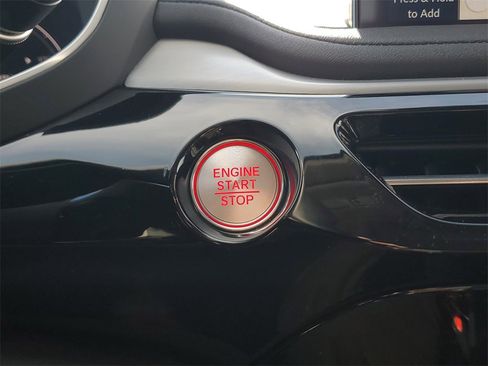 Press & Hold
to Add
ENGINE
START
STOP